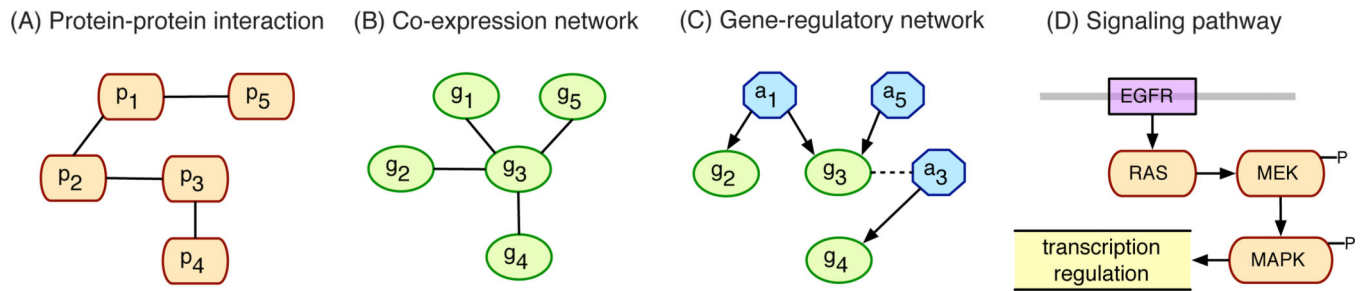 (A) Protein-protein interaction
(B) Co-expression network
(C) Gene-regulatory network
(D) Signaling pathway
p1
p5
p2
p3
p4
g1
g5
g2
g3
g4
a1
a5
g2
g3
a3
g4
EGFR
RAS
MEK
P
MAPK
P
transcription
regulation